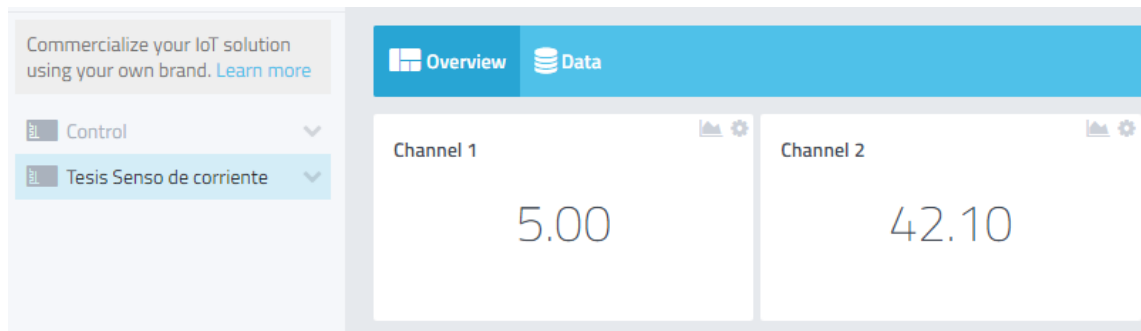 Commercialize your IoT solution
using your own brand. Learn more
Control
Tesis Senso de corriente
Overview
Data
Channel 1
5.00
Channel 2
42.10